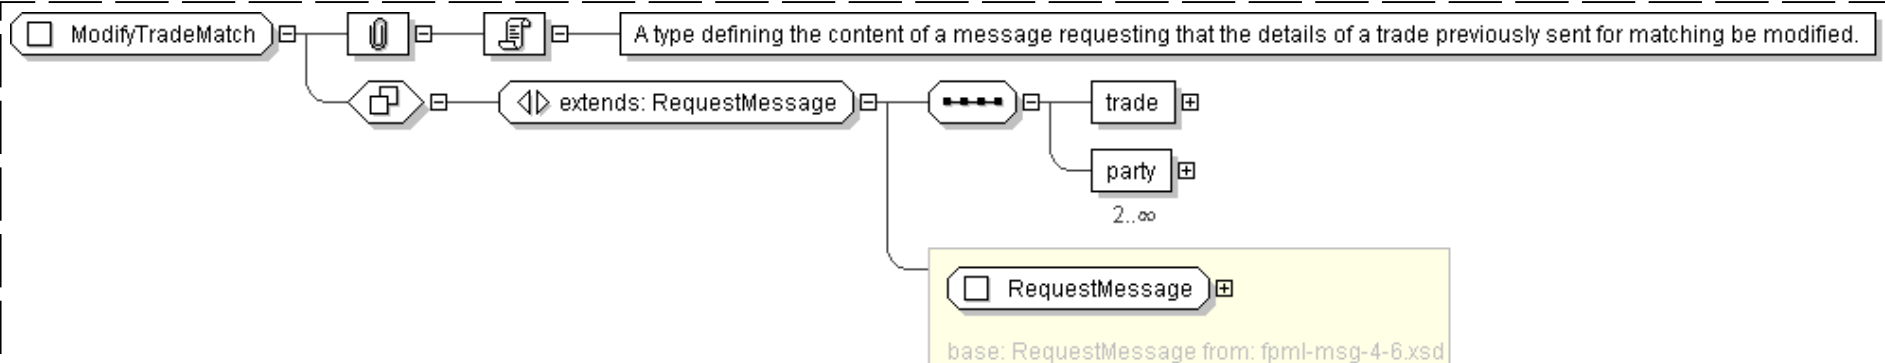 ModifyTradeMatch
A type defining the content of a message requesting that the details of a trade previously sent for matching be modified.
extends: RequestMessage
trade
party
2..∞
RequestMessage
base: RequestMessage from: fpml-msg-4-6.xsd